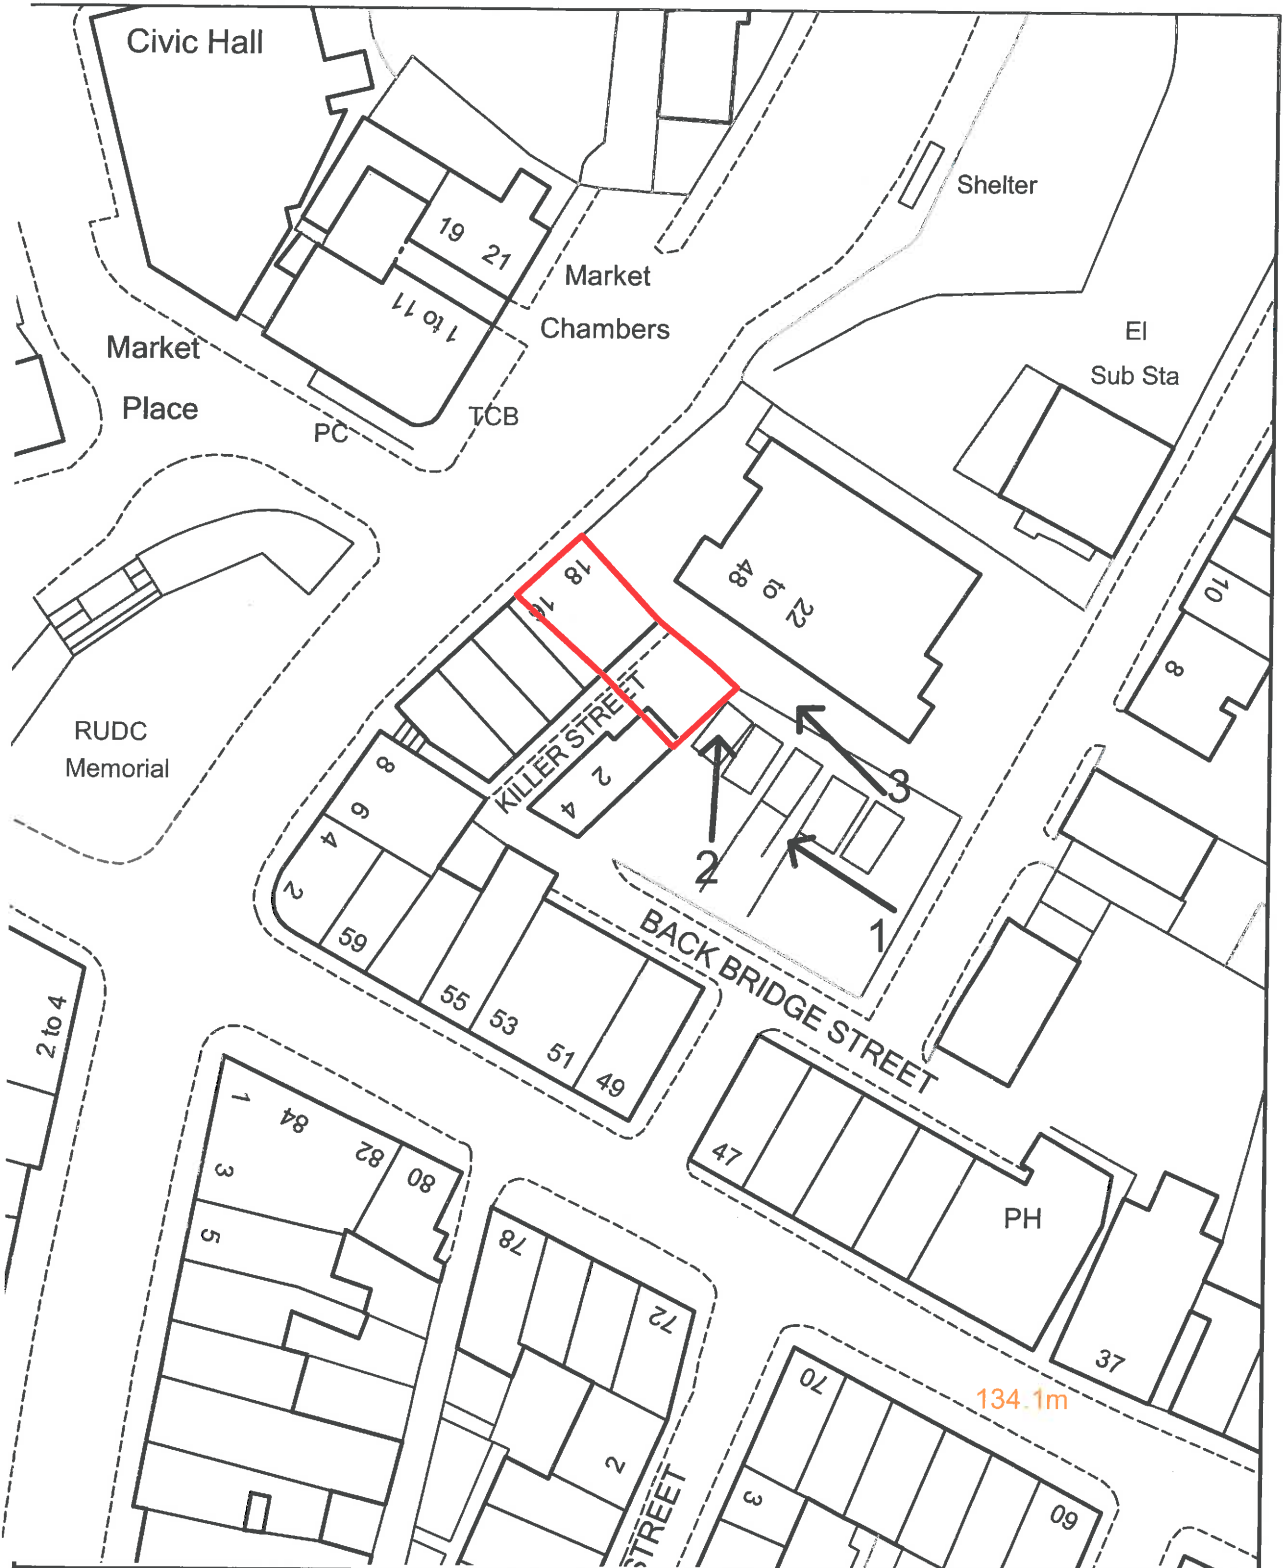 Civic Hall
Shelter
19 21
Market
Chambers
1 to 11
El
Sub Sta
Market
Place
TCB
PC
18
16
48
to
22
10
8
KILLER STREET
RUDC
Memorial
8
6
4
2
2
4
3
2
1
BACK BRIDGE STREET
59
55
53
51
49
2 to 4
47
PH
37
1
84
82
80
3
5
78
72
70
134.1m
2
3
60
STREET